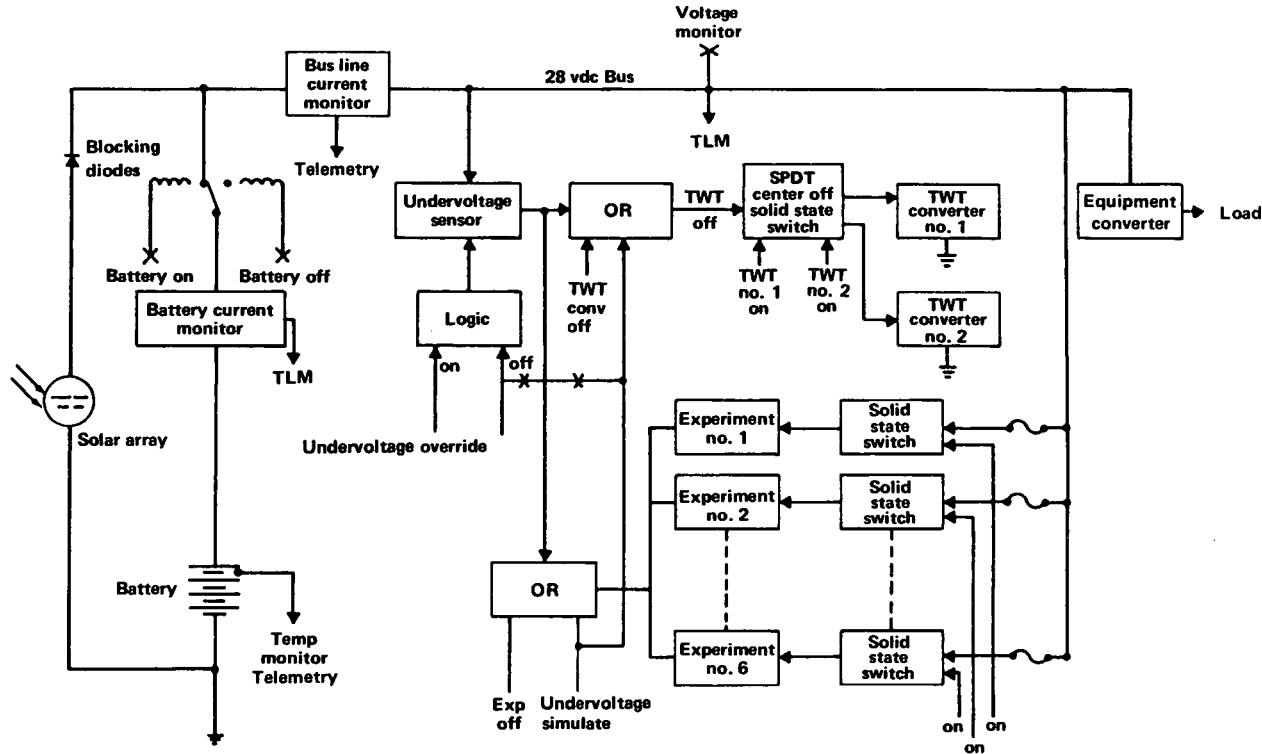 Voltage
monitor
Bus line
current
monitor
28 vdc Bus
TLM
Telemetry
Blocking
diodes
Battery on
Battery off
Battery current
monitor
TLM
Solar array
Battery
Temp
monitor
Telemetry
Undervoltage
sensor
OR
TWT
off
SPDT
center off
solid state
switch
TWT
converter
no. 1
Equipment
converter
Load
TWT
conv
off
TWT
no. 1
on
TWT
no. 2
on
TWT
converter
no. 2
Logic
on
off
Undervoltage override
Experiment
no. 1
Solid
state
switch
Experiment
no. 2
Solid
state
switch
OR
Experiment
no. 6
Solid
state
switch
Exp
off
Undervoltage
simulate
on
on
on